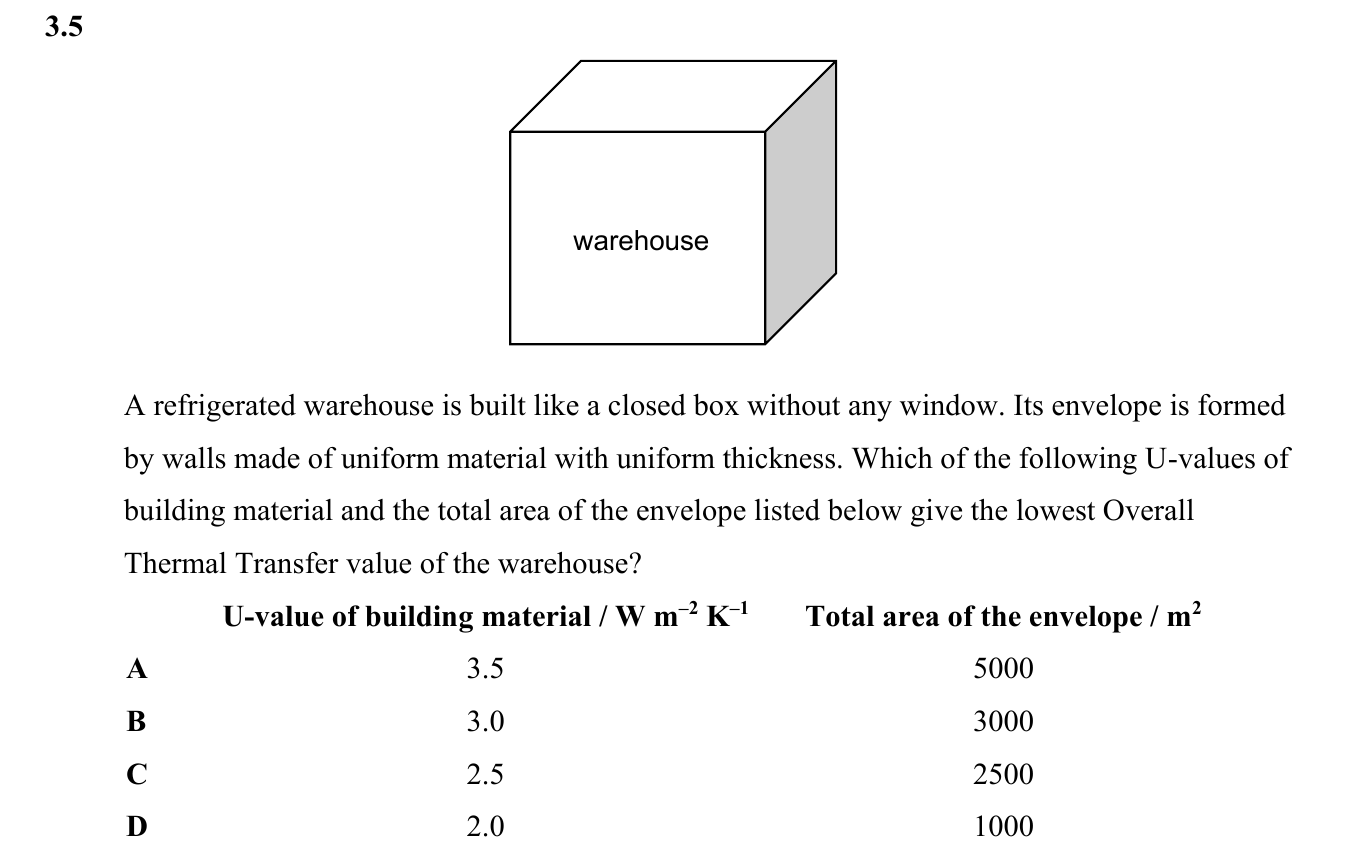 3.5
warehouse
A refrigerated warehouse is built like a closed box without any window. Its envelope is formed
by walls made of uniform material with uniform thickness. Which of the following U-values of
building material and the total area of the envelope listed below give the lowest Overall
Thermal Transfer value of the warehouse?
U-value of building material / W m⁻² K⁻¹ Total area of the envelope / m²
A 3.5 5000
B 3.0 3000
C 2.5 2500
D 2.0 1000